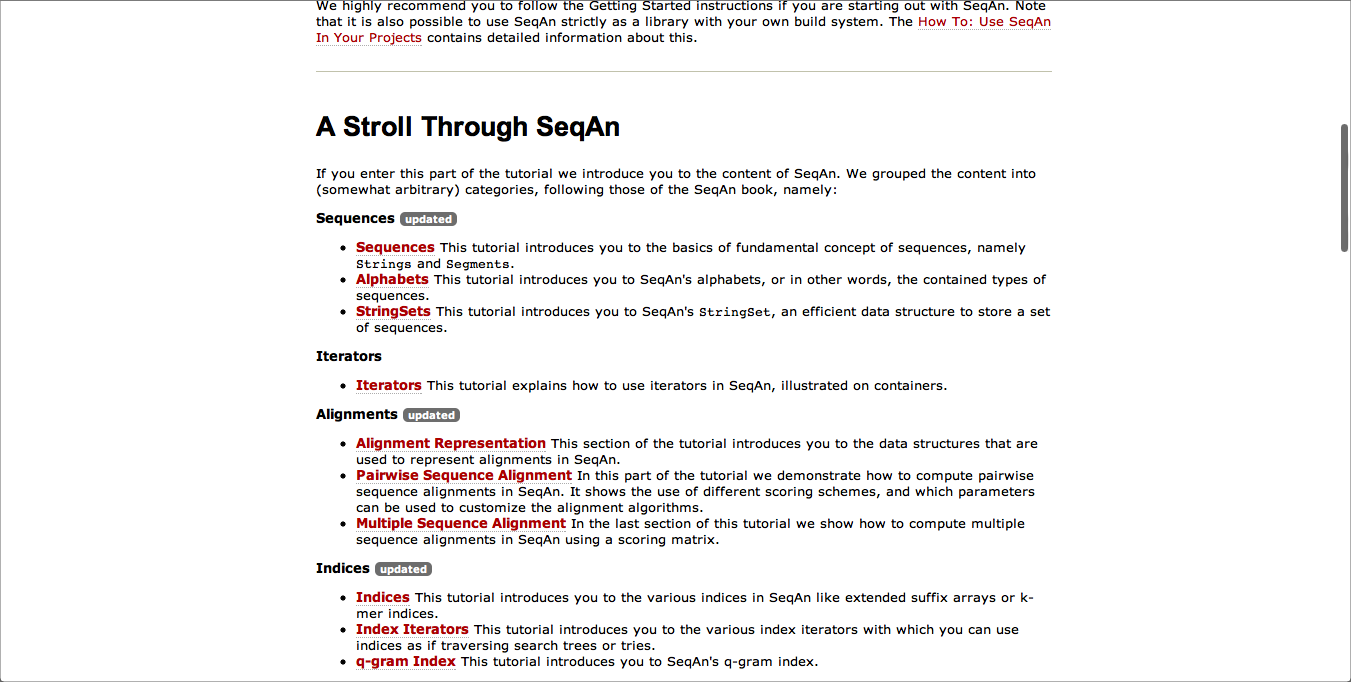 We highly recommend you to follow the Getting Started instructions if you are starting out with SeqAn. Note
that it is also possible to use SeqAn strictly as a library with your own build system. The How To: Use SeqAn
In Your Projects contains detailed information about this.
A Stroll Through SeqAn
If you enter this part of the tutorial we introduce you to the content of SeqAn. We grouped the content into
(somewhat arbitrary) categories, following those of the SeqAn book, namely:
Sequences updated
• Sequences This tutorial introduces you to the basics of fundamental concept of sequences, namely
Strings and Segments.
• Alphabets This tutorial introduces you to SeqAn's alphabets, or in other words, the contained types of
sequences.
• StringSets This tutorial introduces you to SeqAn's StringSet, an efficient data structure to store a set
of sequences.
Iterators
• Iterators This tutorial explains how to use iterators in SeqAn, illustrated on containers.
Alignments updated
• Alignment Representation This section of the tutorial introduces you to the data structures that are
used to represent alignments in SeqAn.
• Pairwise Sequence Alignment In this part of the tutorial we demonstrate how to compute pairwise
sequence alignments in SeqAn. It shows the use of different scoring schemes, and which parameters
can be used to customize the alignment algorithms.
• Multiple Sequence Alignment In the last section of this tutorial we show how to compute multiple
sequence alignments in SeqAn using a scoring matrix.
Indices updated
• Indices This tutorial introduces you to the various indices in SeqAn like extended suffix arrays or k-
mer indices.
• Index Iterators This tutorial introduces you to the various index iterators with which you can use
indices as if traversing search trees or tries.
• q-gram Index This tutorial introduces you to SeqAn's q-gram index.